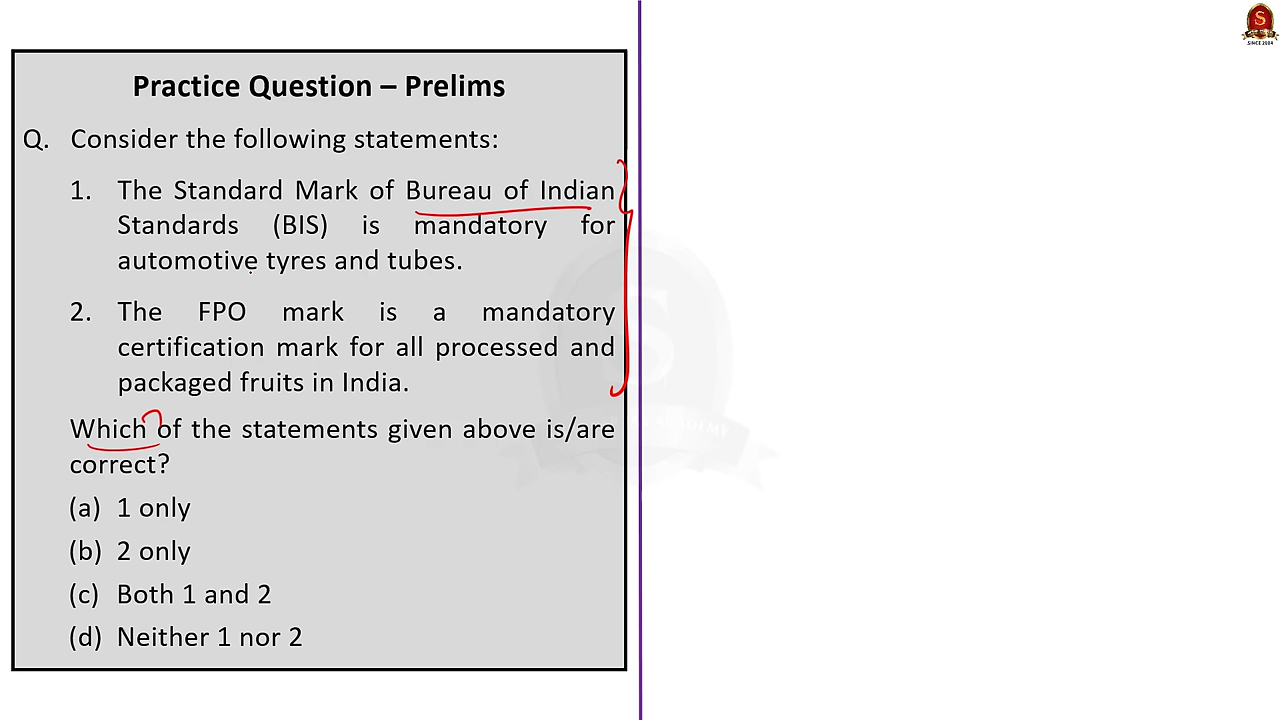 Practice Question – Prelims
Q. Consider the following statements:
1. The Standard Mark of Bureau of Indian
Standards (BIS) is mandatory for
automotive tyres and tubes.
2. The FPO mark is a mandatory
certification mark for all processed and
packaged fruits in India.
Which of the statements given above is/are
correct?
(a) 1 only
(b) 2 only
(c) Both 1 and 2
(d) Neither 1 nor 2
S
SINCE 2004